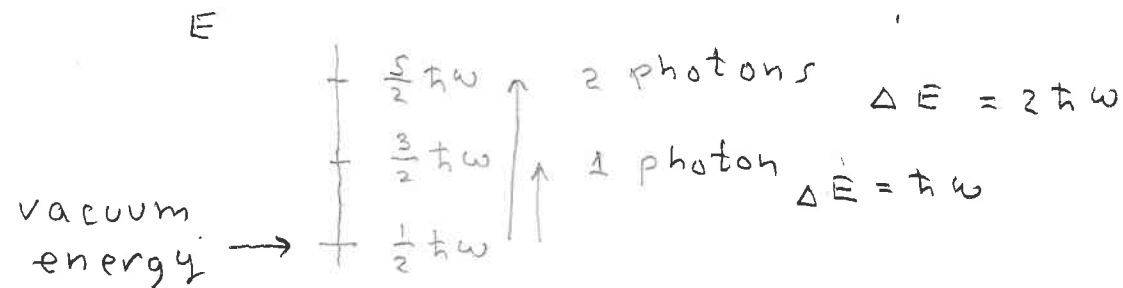 E
5/2 ħω 2 photons ΔE = 2ħω
3/2 ħω 1 photon ΔE = ħω
vacuum
energy → 1/2 ħω